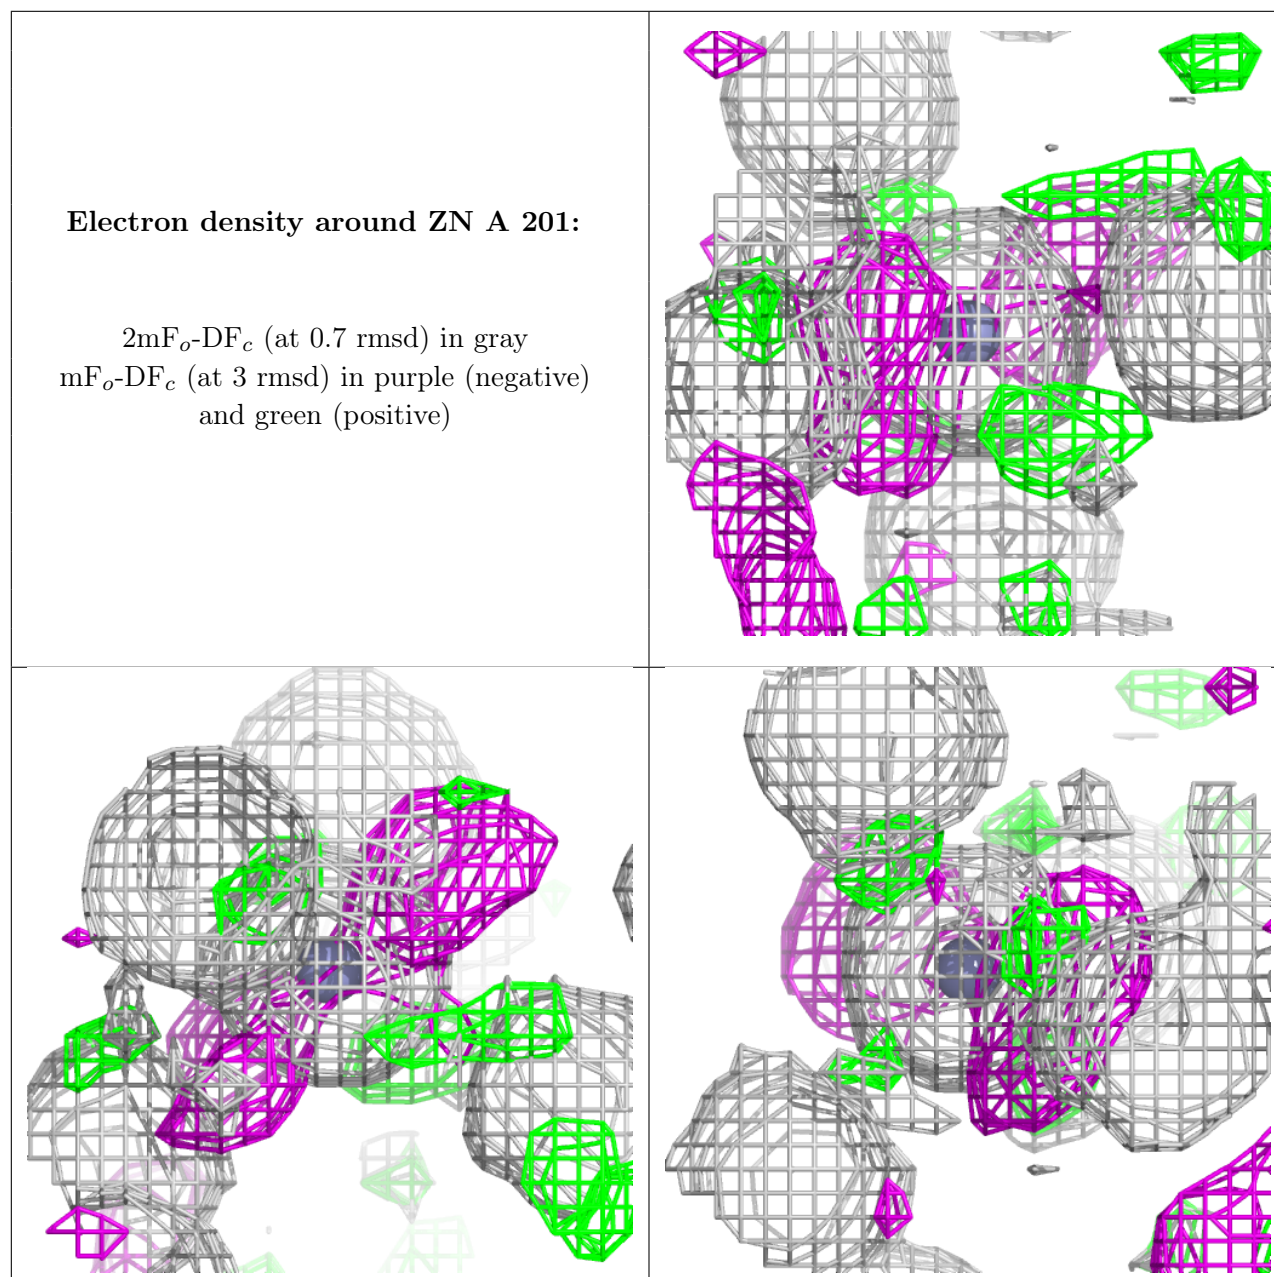 Electron density around ZN A 201:
2mFo-DFc (at 0.7 rmsd) in gray
mFo-DFc (at 3 rmsd) in purple (negative)
and green (positive)